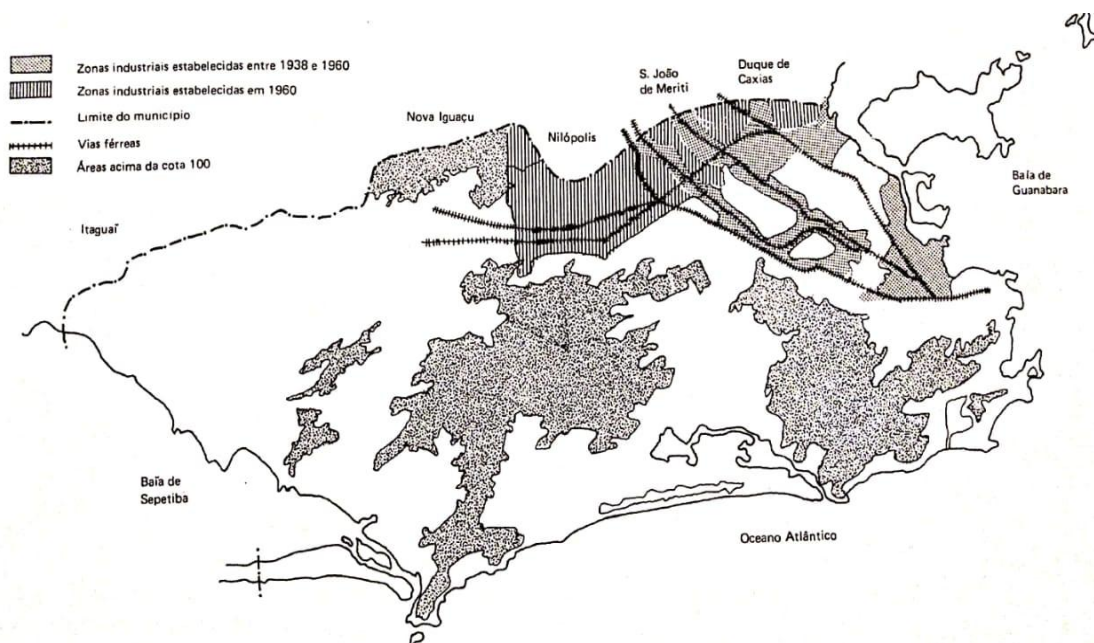 Zonas industriais estabelecidas entre 1938 e 1960
Zonas industriais estabelecidas em 1960
Limite do município
Vias férreas
Áreas acima da cota 100
Duque de
Caxias
S. João
de Meriti
Nova Iguaçu
Nilópolis
Baía de
Guanabara
Itaguaí
Baía de
Sepetiba
Oceano Atlântico